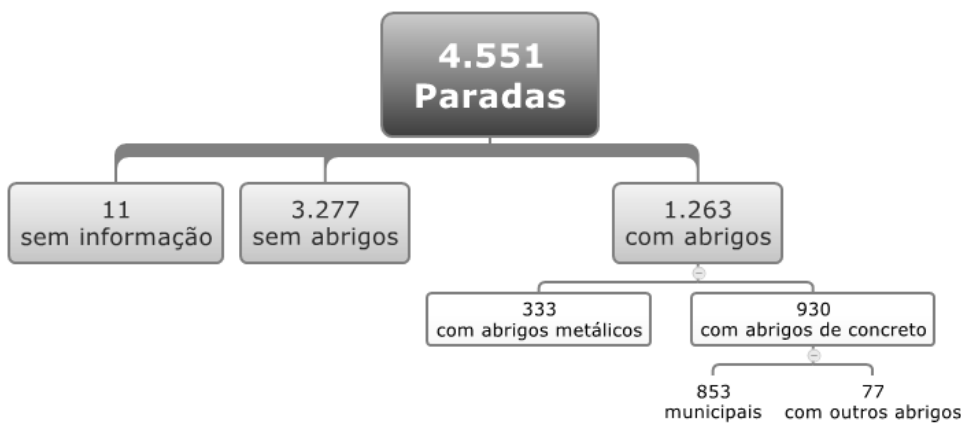 4.551
Paradas
11
sem informação
3.277
sem abrigos
1.263
com abrigos
333
com abrigos metálicos
930
com abrigos de concreto
853
municipais
77
com outros abrigos